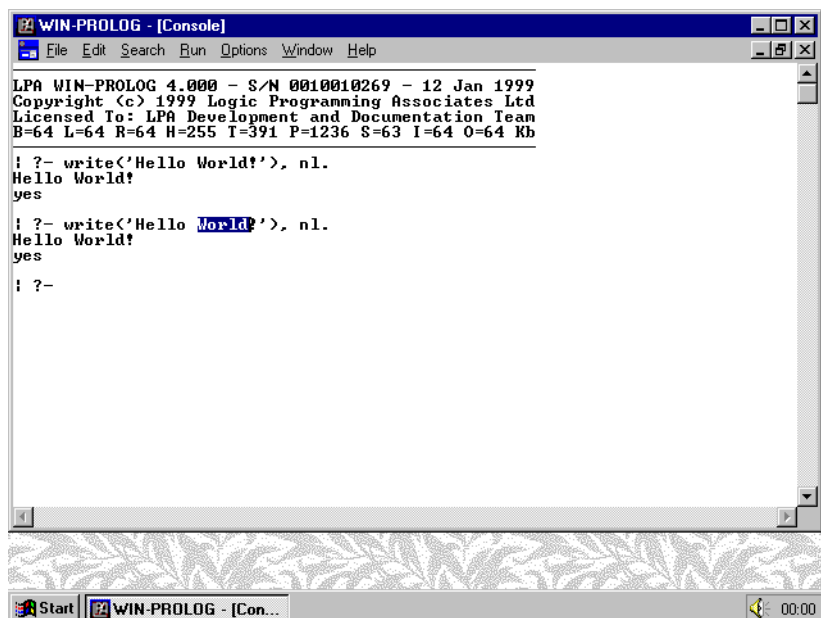 WIN-PROLOG - [Console]
File Edit Search Run Options Window Help
LPA WIN-PROLOG 4.000 - S/N 0010010269 - 12 Jan 1999
Copyright (c) 1999 Logic Programming Associates Ltd
Licensed To: LPA Development and Documentation Team
B=64 L=64 R=64 H=255 T=391 P=1236 S=63 I=64 O=64 Kb
| ?- write('Hello World!'), nl.
Hello World!
yes
| ?- write('Hello World!'), nl.
Hello World!
yes
| ?-
Start WIN-PROLOG - [Con... 00:00